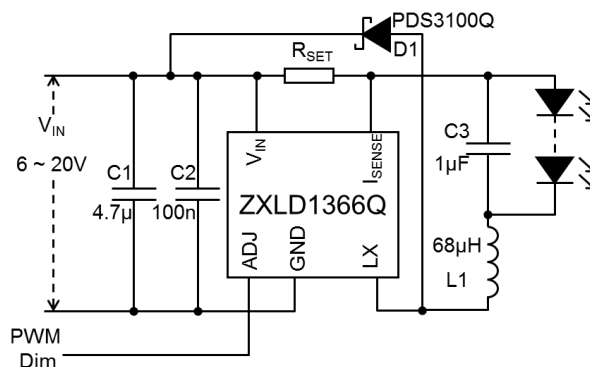 PDS3100Q
D1
R_SET
V_IN
6 ~ 20V
C1
4.7µ
C2
100n
V_IN
I_SENSE
ZXLD1366Q
ADJ
GND
LX
C3
1µF
68µH
L1
PWM
Dim